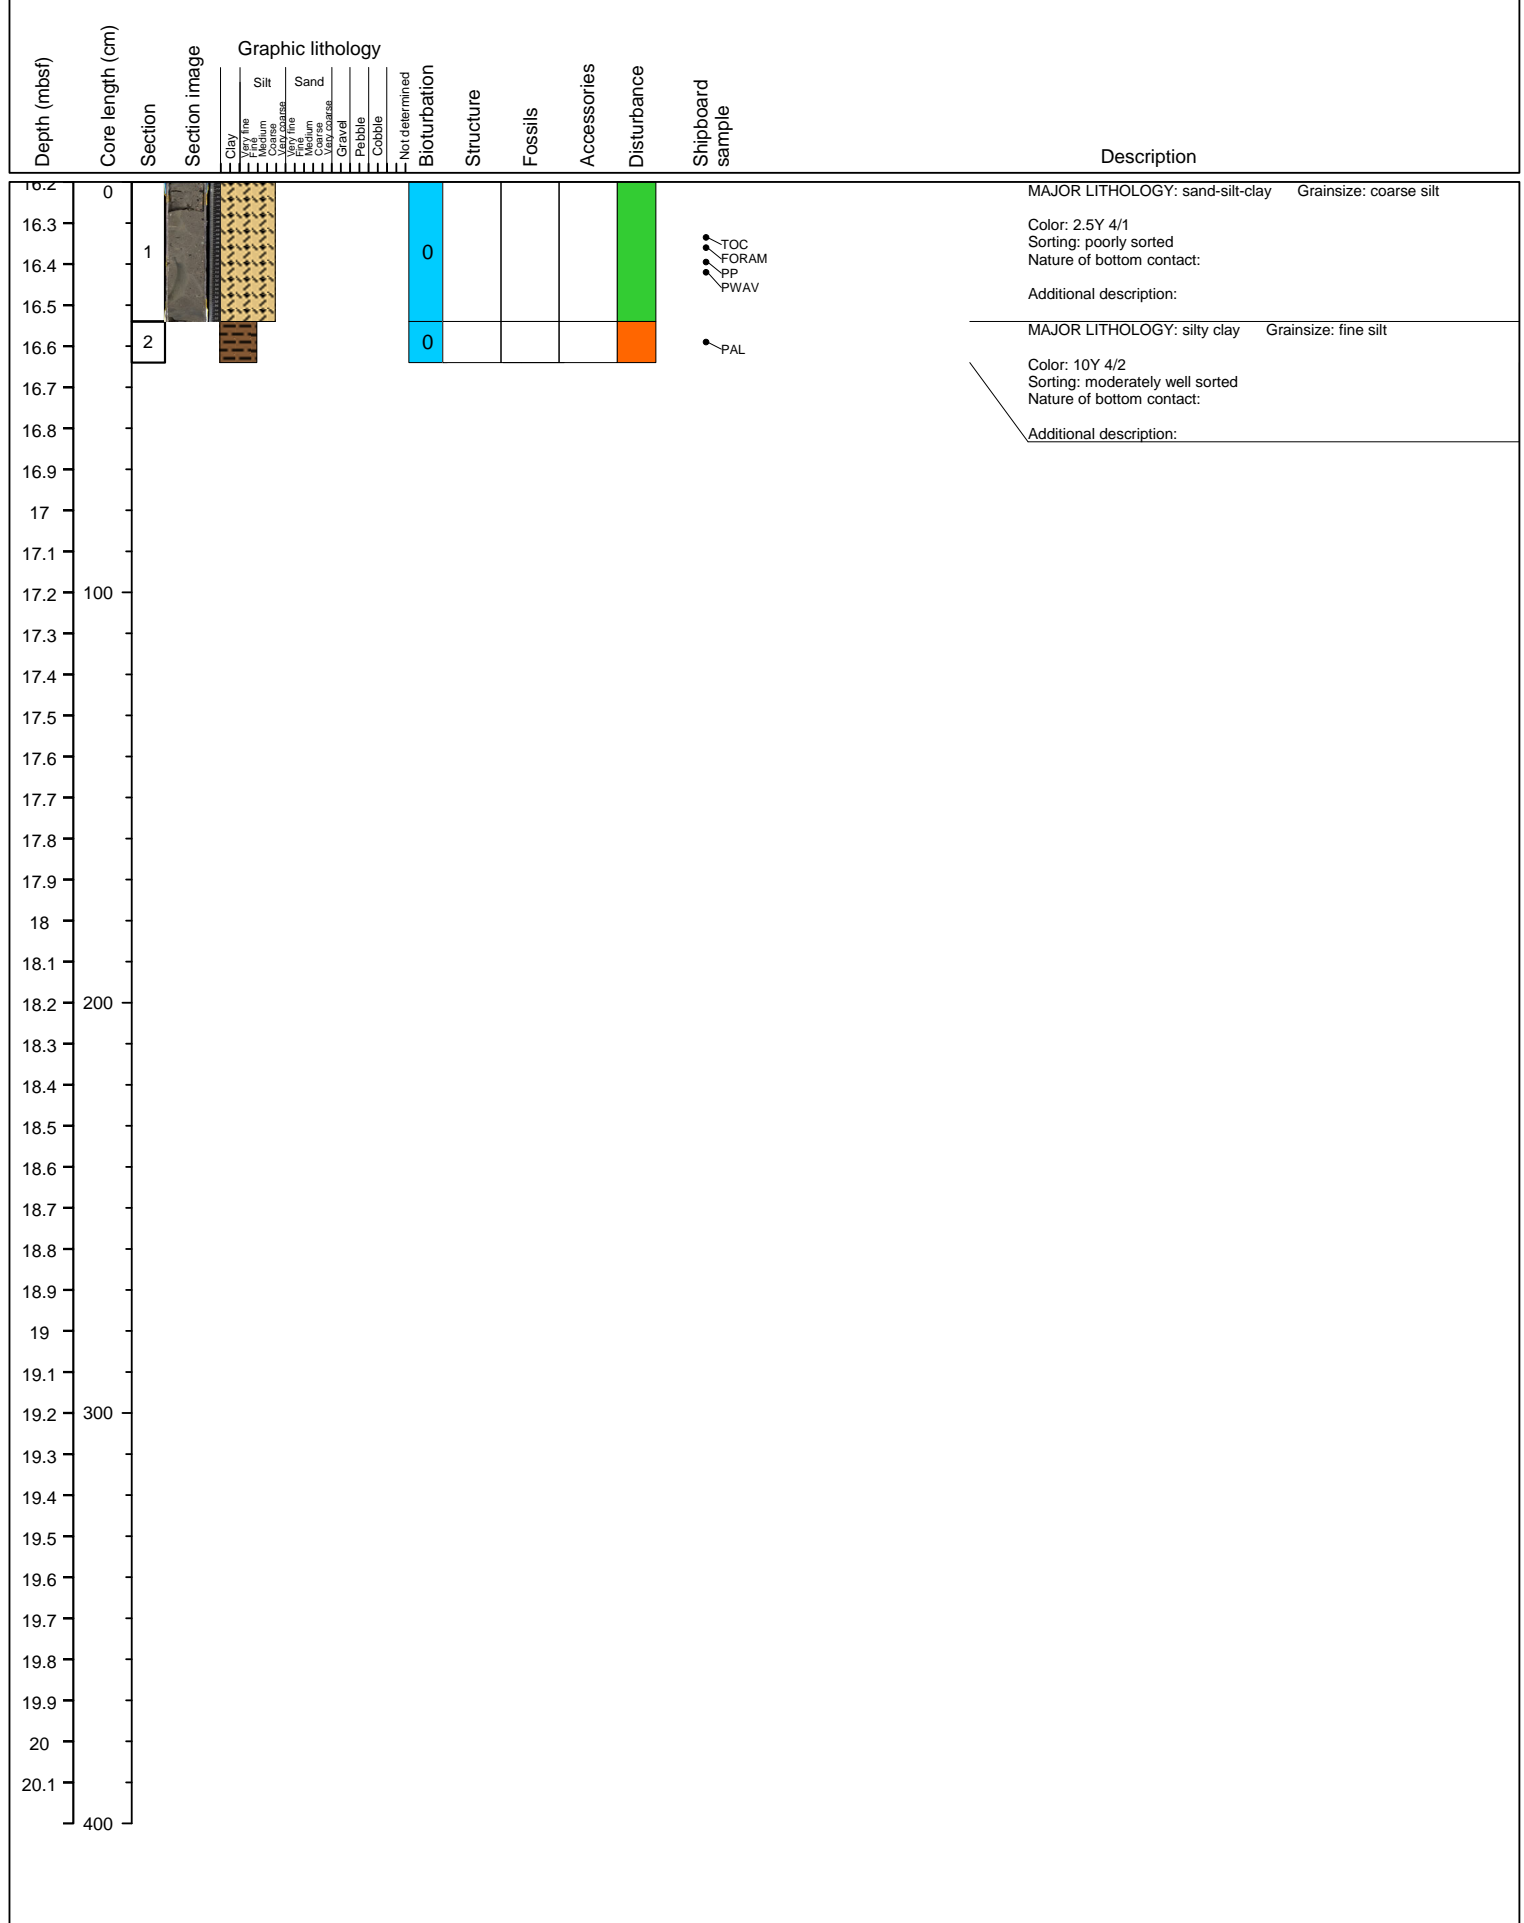 Depth (mbsf)
Core length (cm)
Section
Section image
Graphic lithology
Clay
Silt
Very fine
Fine
Medium
Coarse
Very coarse
Sand
Very fine
Fine
Medium
Coarse
Very coarse
Gravel
Pebble
Cobble
Not determined
Bioturbation
Structure
Fossils
Accessories
Disturbance
Shipboard
sample
Description
16.2
16.3
16.4
16.5
16.6
16.7
16.8
16.9
17
17.1
17.2
17.3
17.4
17.5
17.6
17.7
17.8
17.9
18
18.1
18.2
18.3
18.4
18.5
18.6
18.7
18.8
18.9
19
19.1
19.2
19.3
19.4
19.5
19.6
19.7
19.8
19.9
20
20.1
0
100
200
300
400
1
2
0
0
TOC
FORAM
PP
PWAV
PAL
MAJOR LITHOLOGY: sand-silt-clay Grainsize: coarse silt
Color: 2.5Y 4/1
Sorting: poorly sorted
Nature of bottom contact:
Additional description:
MAJOR LITHOLOGY: silty clay Grainsize: fine silt
Color: 10Y 4/2
Sorting: moderately well sorted
Nature of bottom contact:
Additional description: